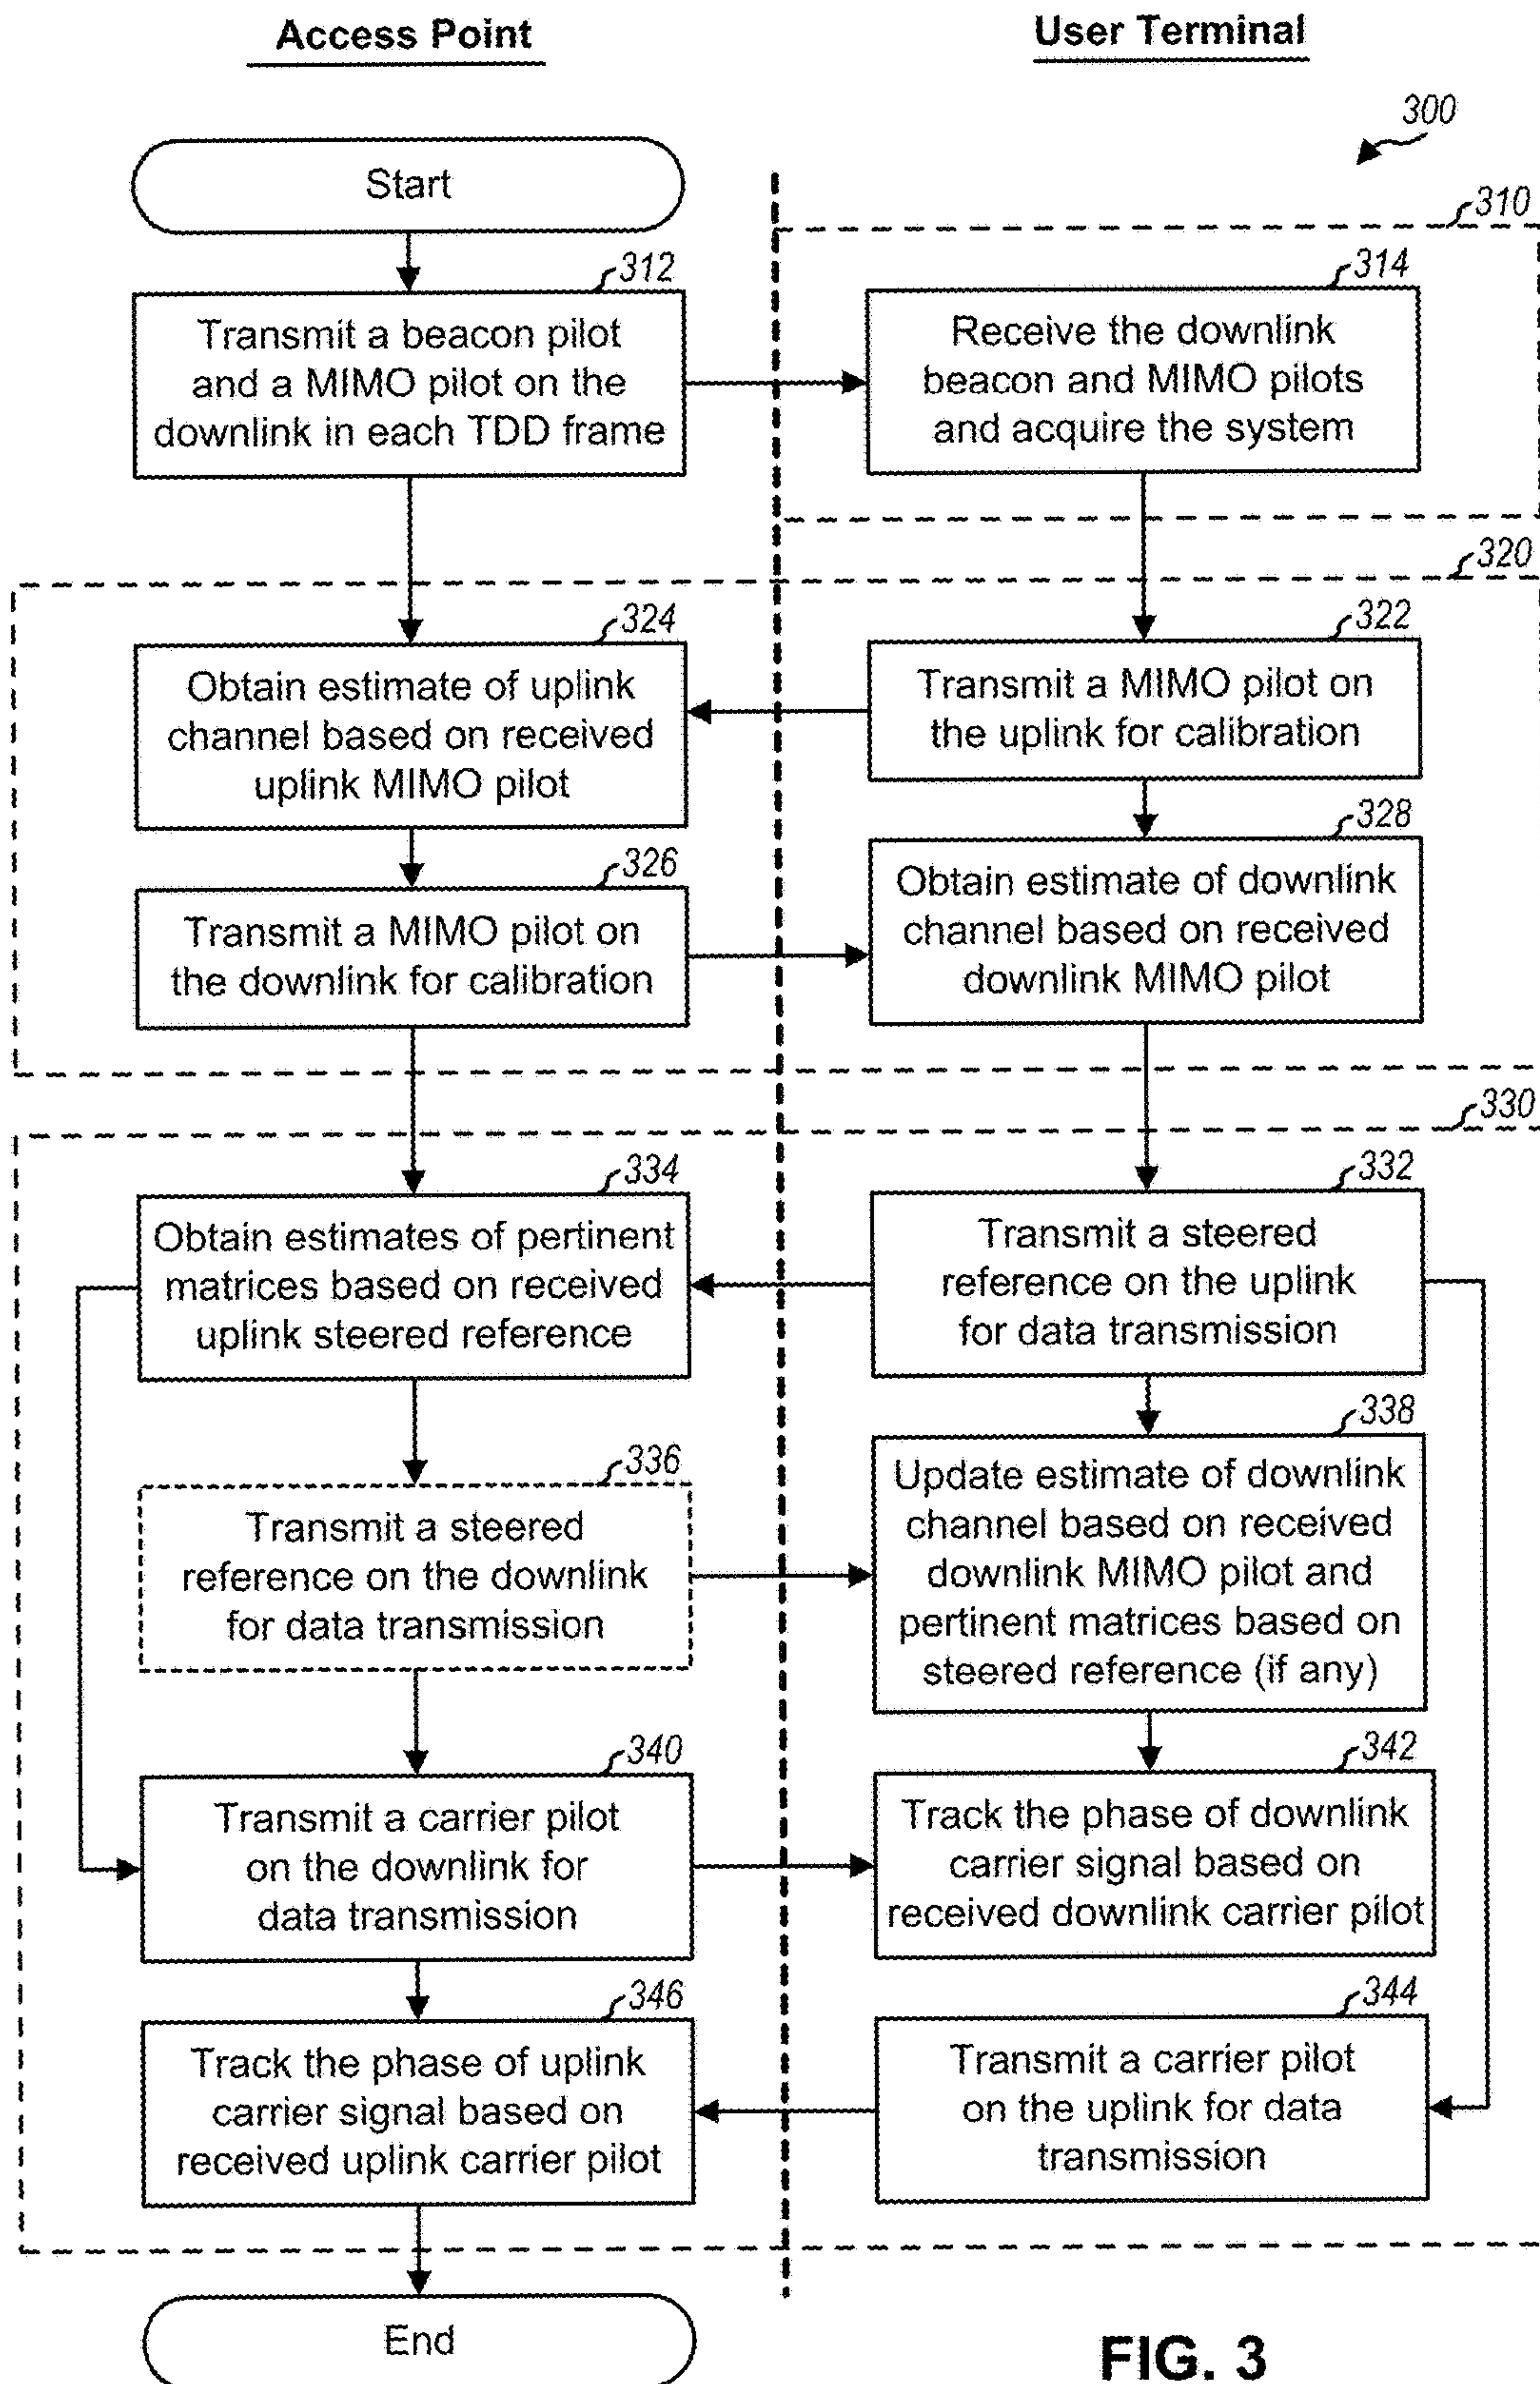 Access Point
User Terminal
300
Start
310
312
Transmit a beacon pilot
and a MIMO pilot on the
downlink in each TDD frame
314
Receive the downlink
beacon and MIMO pilots
and acquire the system
320
324
Obtain estimate of uplink
channel based on received
uplink MIMO pilot
322
Transmit a MIMO pilot on
the uplink for calibration
326
Transmit a MIMO pilot on
the downlink for calibration
328
Obtain estimate of downlink
channel based on received
downlink MIMO pilot
330
334
Obtain estimates of pertinent
matrices based on received
uplink steered reference
332
Transmit a steered
reference on the uplink
for data transmission
336
Transmit a steered
reference on the downlink
for data transmission
338
Update estimate of downlink
channel based on received
downlink MIMO pilot and
pertinent matrices based on
steered reference (if any)
340
Transmit a carrier pilot
on the downlink for
data transmission
342
Track the phase of downlink
carrier signal based on
received downlink carrier pilot
346
Track the phase of uplink
carrier signal based on
received uplink carrier pilot
344
Transmit a carrier pilot
on the uplink for data
transmission
End
FIG. 3